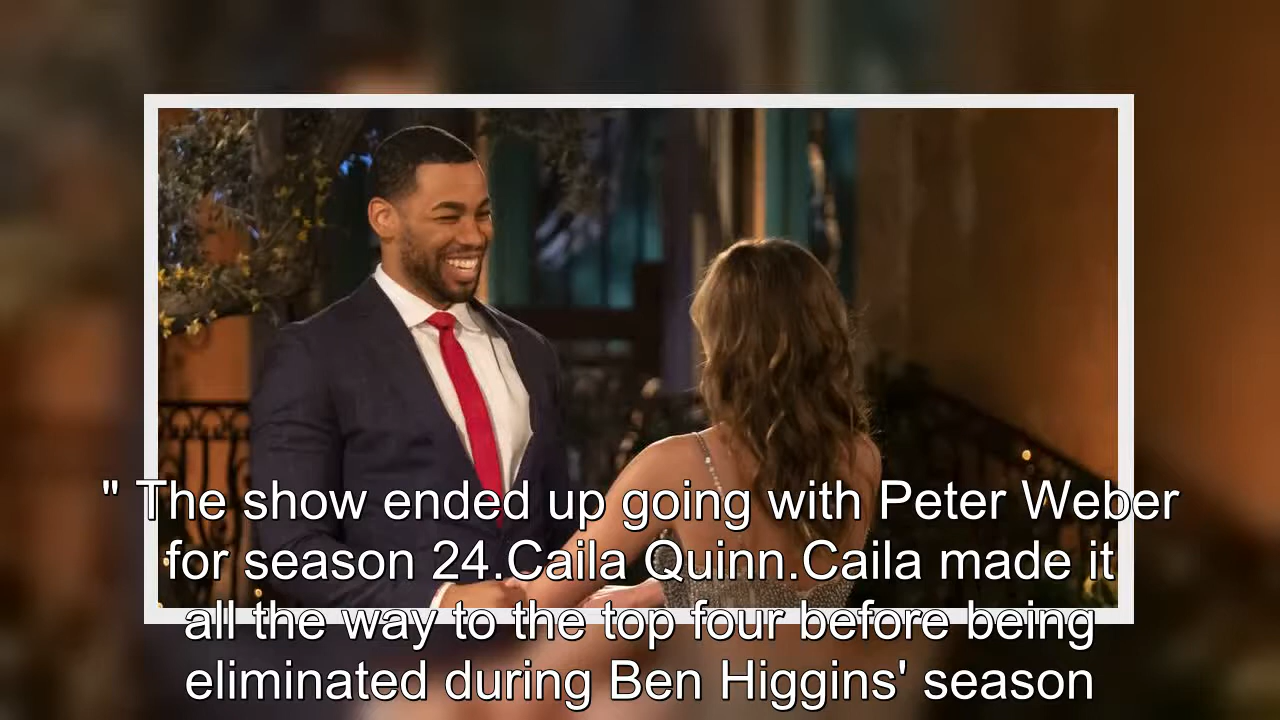 " The show ended up going with Peter Weber
for season 24.Caila Quinn.Caila made it
all the way to the top four before being
eliminated during Ben Higgins' season